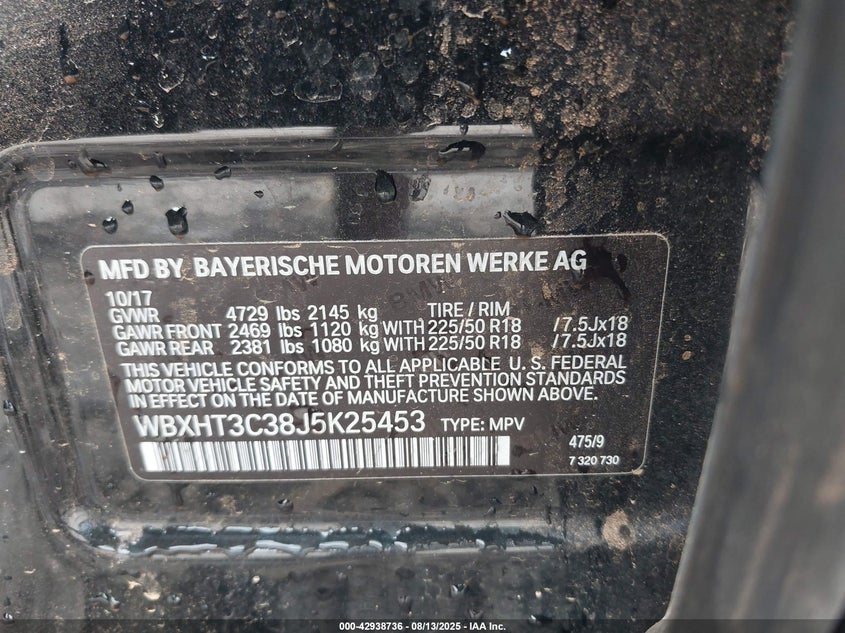 MFD BY BAYERISCHE MOTOREN WERKE AG
10/17
GVWR 4729 lbs 2145 kg TIRE / RIM
GAWR FRONT 2469 lbs 1120 kg WITH 225/50 R18 /7.5Jx18
GAWR REAR 2381 lbs 1080 kg WITH 225/50 R18 /7.5Jx18
THIS VEHICLE CONFORMS TO ALL APPLICABLE U. S. FEDERAL
MOTOR VEHICLE SAFETY AND THEFT PREVENTION STANDARDS
IN EFFECT ON THE DATE OF MANUFACTURE SHOWN ABOVE.
WBXHT3C38J5K25453 TYPE: MPV
475/9
7 320 730
000-42938736 - 08/13/2025 - IAA Inc.